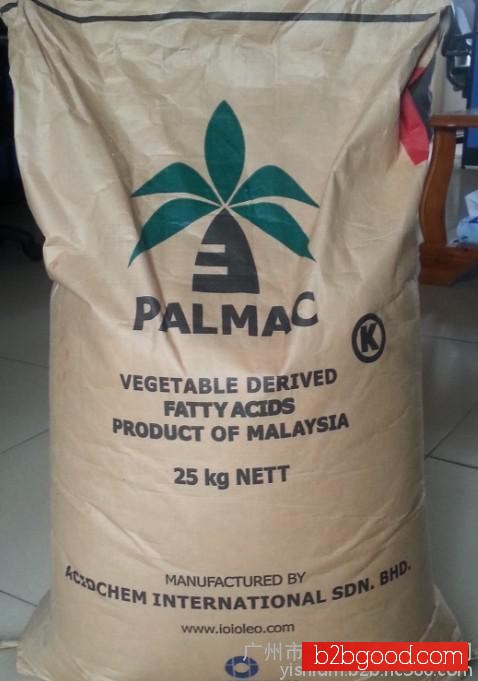 PALMAC
K
VEGETABLE DERIVED
FATTY ACIDS
PRODUCT OF MALAYSIA
25 kg NETT
MANUFACTURED BY
ACIDCHEM INTERNATIONAL SDN. BHD.
www.ioioleo.com
广州市
b2bgood.com